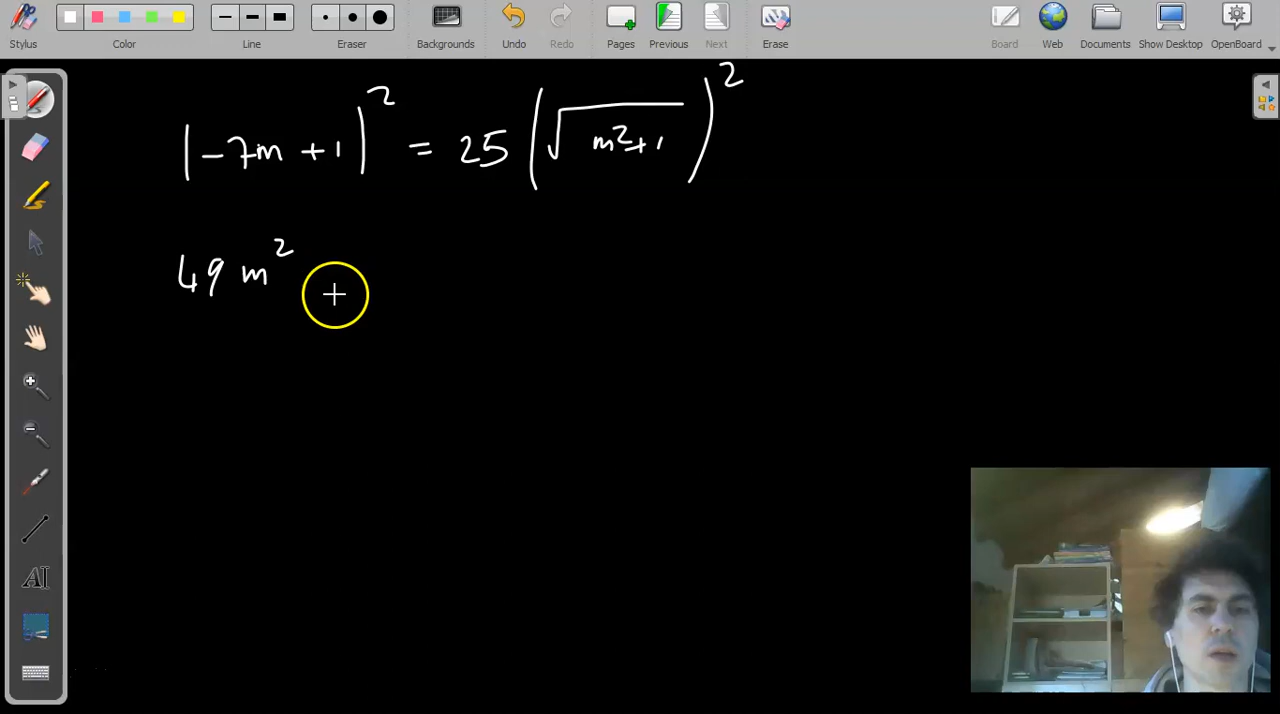 Stylus Color Line Eraser Backgrounds Undo Redo Pages Previous Next Erase Board Web Documents Show Desktop OpenBoard
|-7m + 1|² = 25 (√(m²+1))²
49 m²
AI